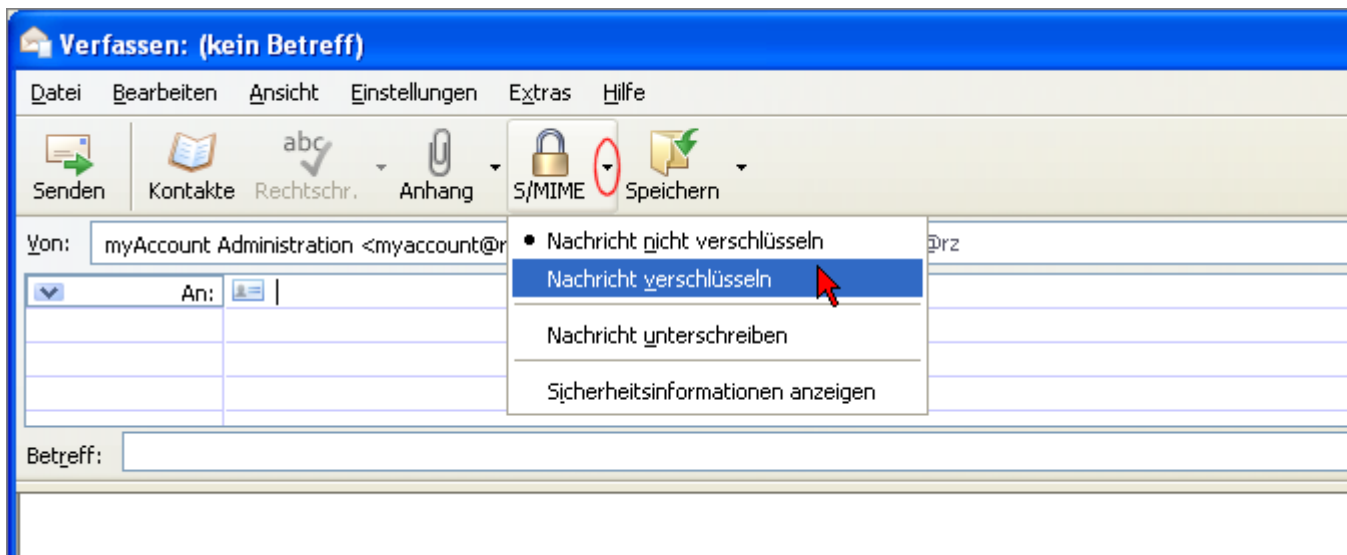 Verfassen: (kein Betreff)
Datei Bearbeiten Ansicht Einstellungen Extras Hilfe
abc
Senden Kontakte Rechtschr. Anhang S/MIME Speichern
Von: myAccount Administration <myaccount@r @rz
Nachricht nicht verschlüsseln
An:
Nachricht verschlüsseln
Nachricht unterschreiben
Sicherheitsinformationen anzeigen
Betreff: